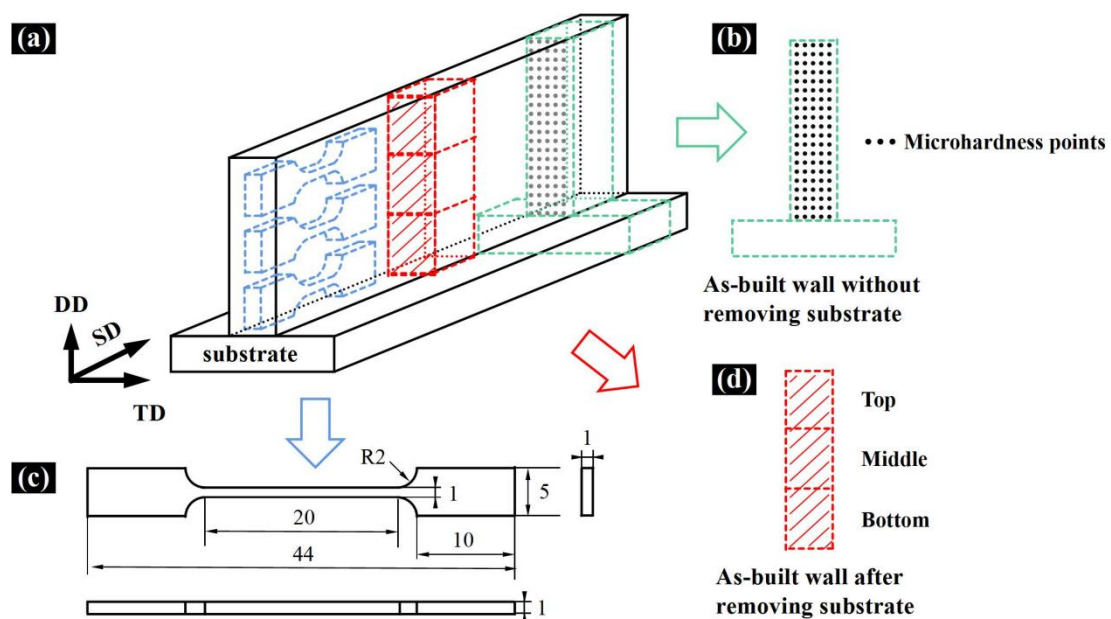 (a)
DD
SD
TD
substrate
(b)
Microhardness points
As-built wall without
removing substrate
(c)
R2
1
1
5
20
10
44
1
(d)
Top
Middle
Bottom
As-built wall after
removing substrate